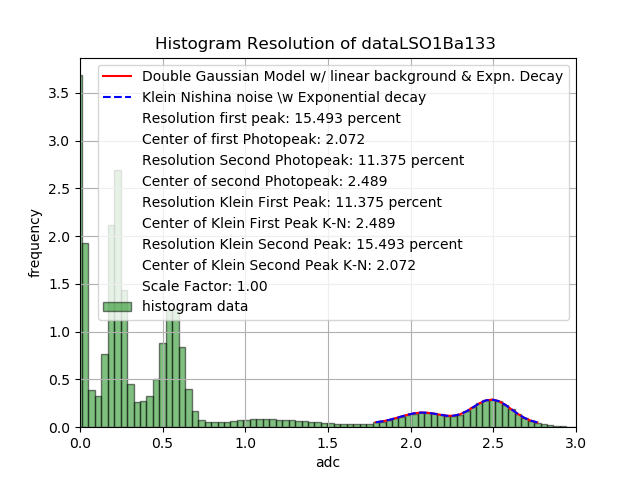 Histogram Resolution of dataLSO1Ba133
Double Gaussian Model w/ linear background & Expn. Decay
Klein Nishina noise \w Exponential decay
Resolution first peak: 15.493 percent
Center of first Photopeak: 2.072
Resolution Second Photopeak: 11.375 percent
Center of second Photopeak: 2.489
Resolution Klein First Peak: 11.375 percent
Center of Klein First Peak K-N: 2.489
Resolution Klein Second Peak: 15.493 percent
Center of Klein Second Peak K-N: 2.072
Scale Factor: 1.00
histogram data
frequency
3.5
3.0
2.5
2.0
1.5
1.0
0.5
0.0
0.0 0.5 1.0 1.5 2.0 2.5 3.0
adc